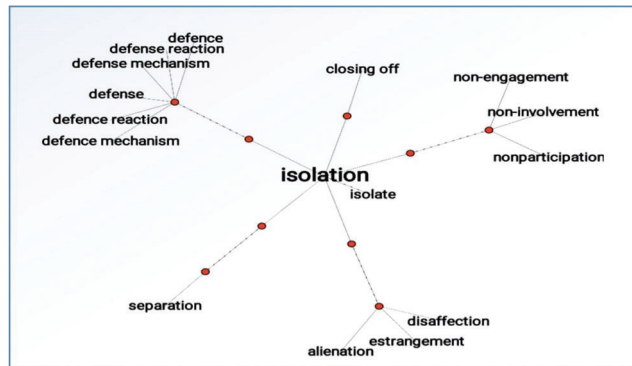 defence
defense reaction
defense mechanism
defense
defence reaction
defence mechanism
closing off
non-engagement
non-involvement
nonparticipation
isolation
isolate
separation
disaffection
estrangement
alienation